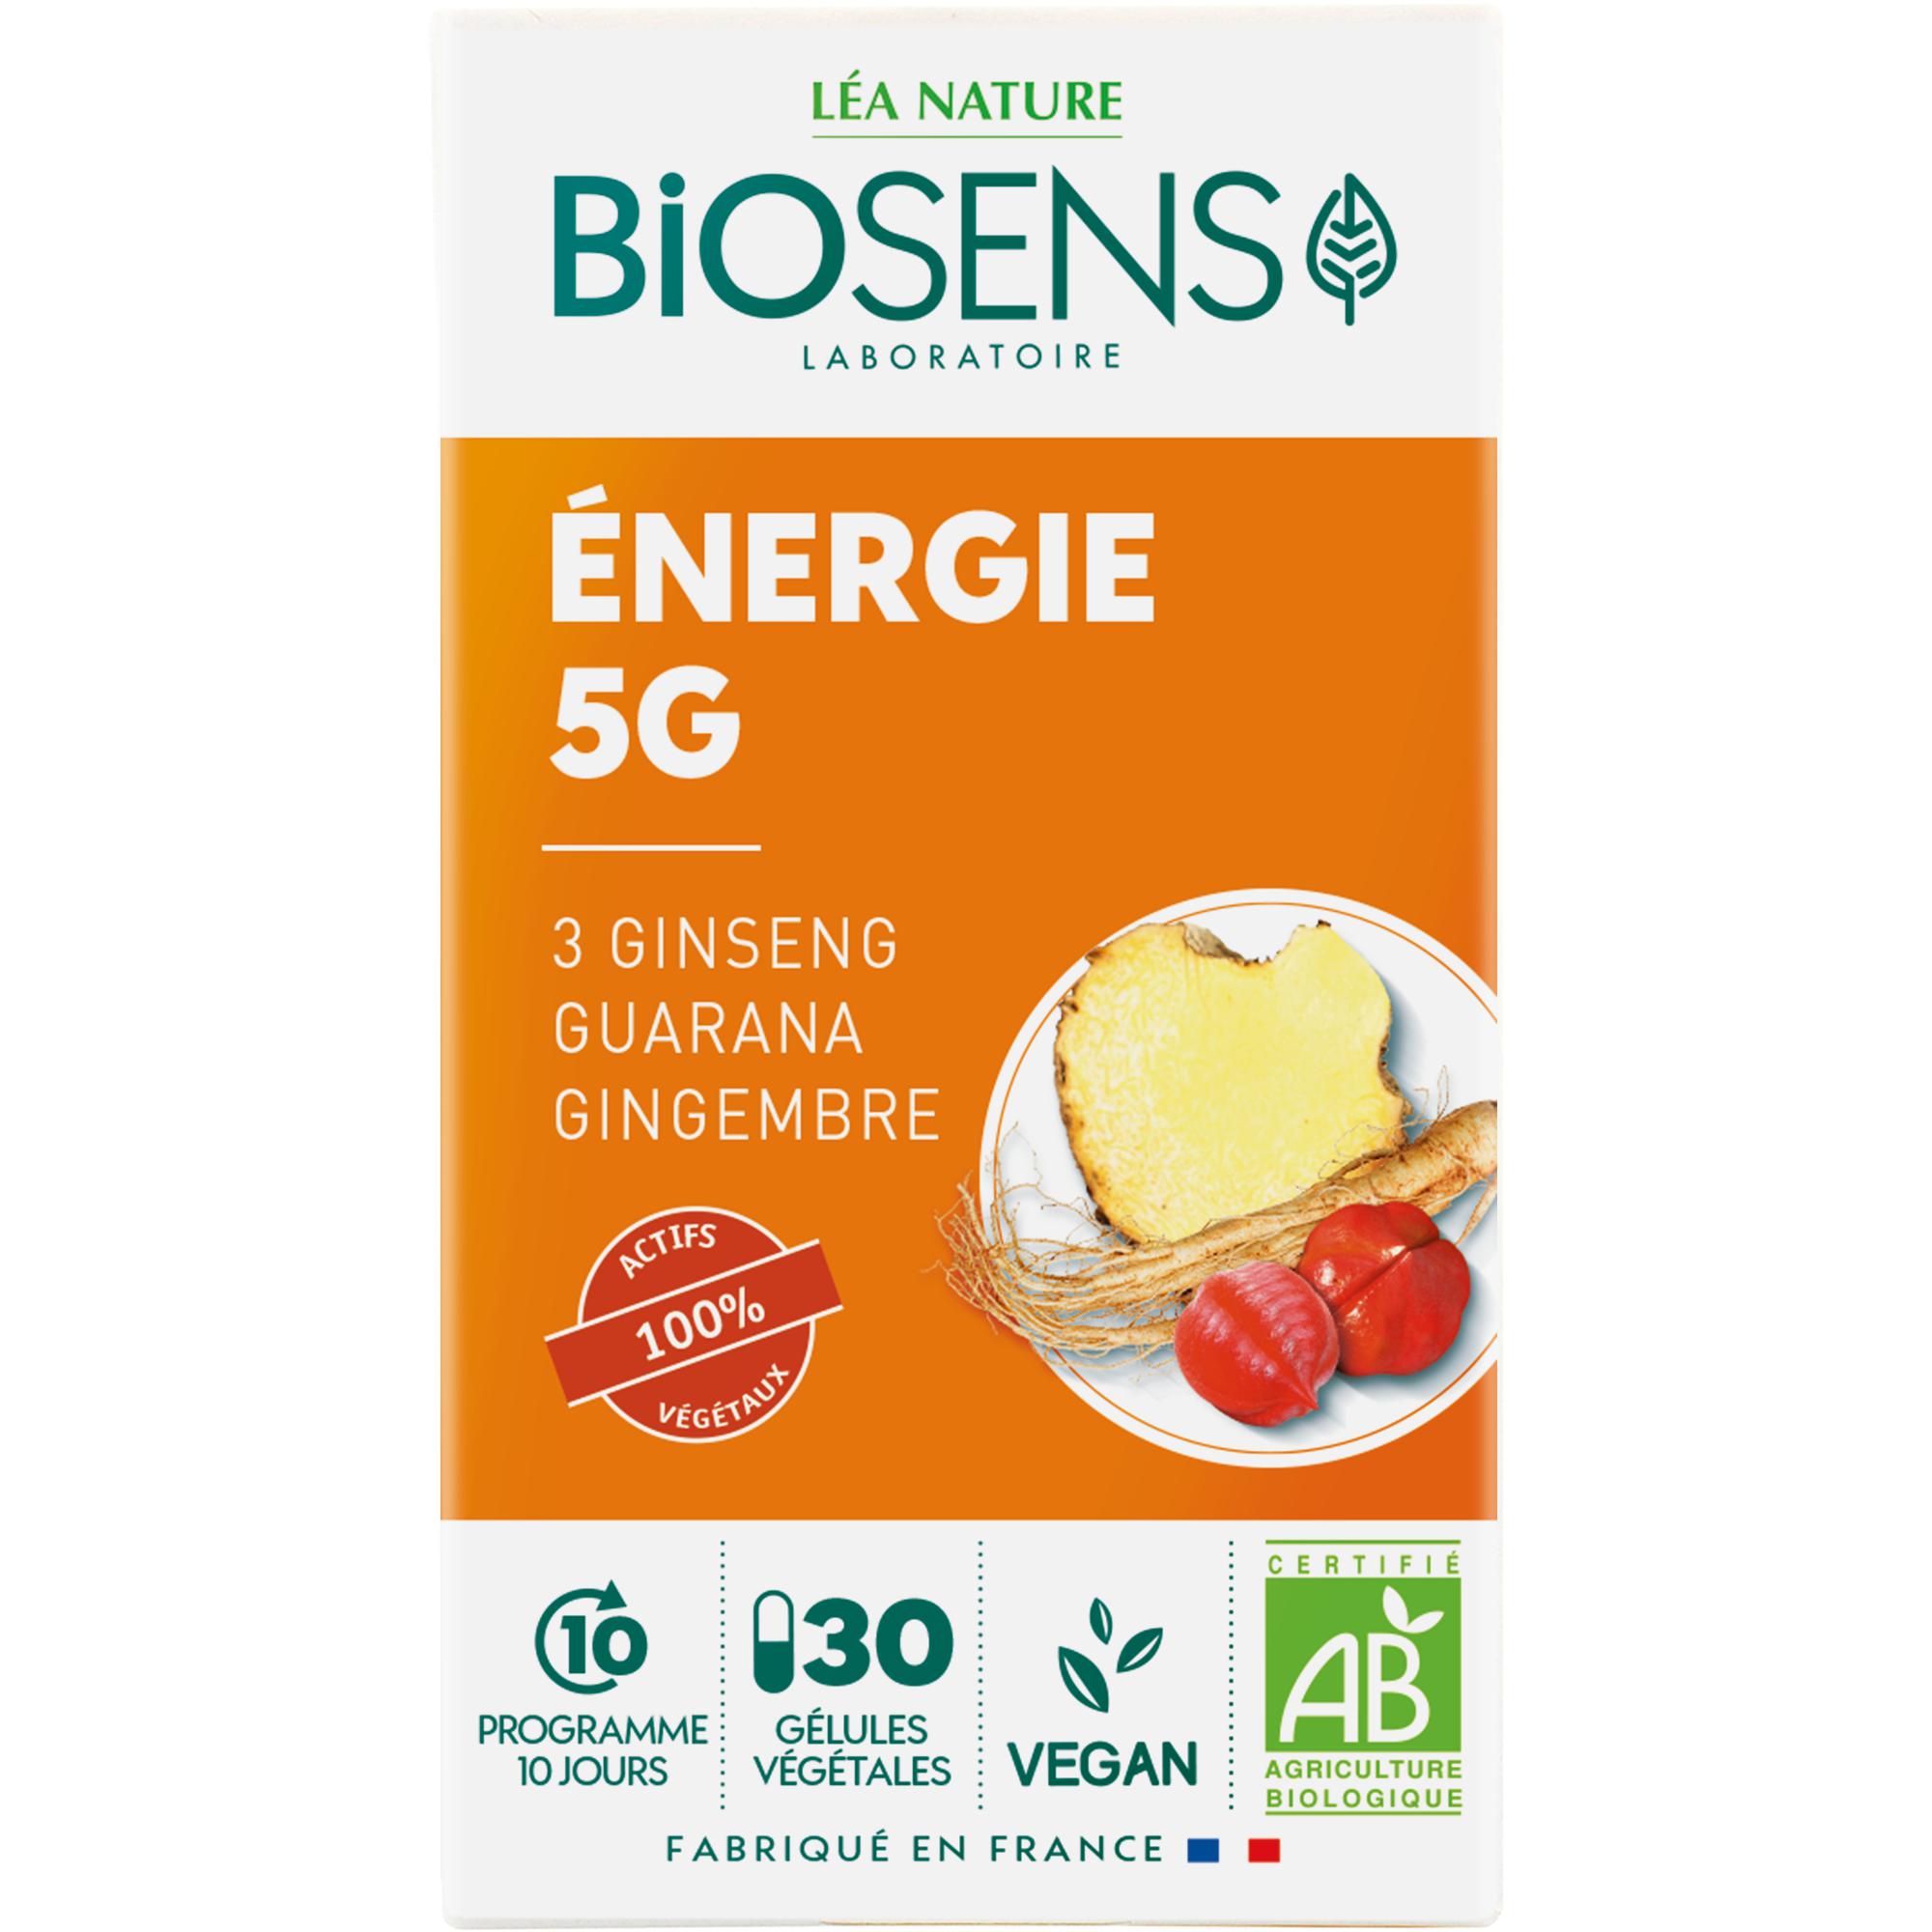 LÉA NATURE
BiOSENS
LABORATOIRE
ÉNERGIE
5G
3 GINSENG
GUARANA
GINGEMBRE
ACTIFS
100%
VÉGÉTAUX
10
PROGRAMME
10 JOURS
30
GÉLULES
VÉGÉTALES
VEGAN
CERTIFIÉ
AB
AGRICULTURE
BIOLOGIQUE
FABRIQUÉ EN FRANCE